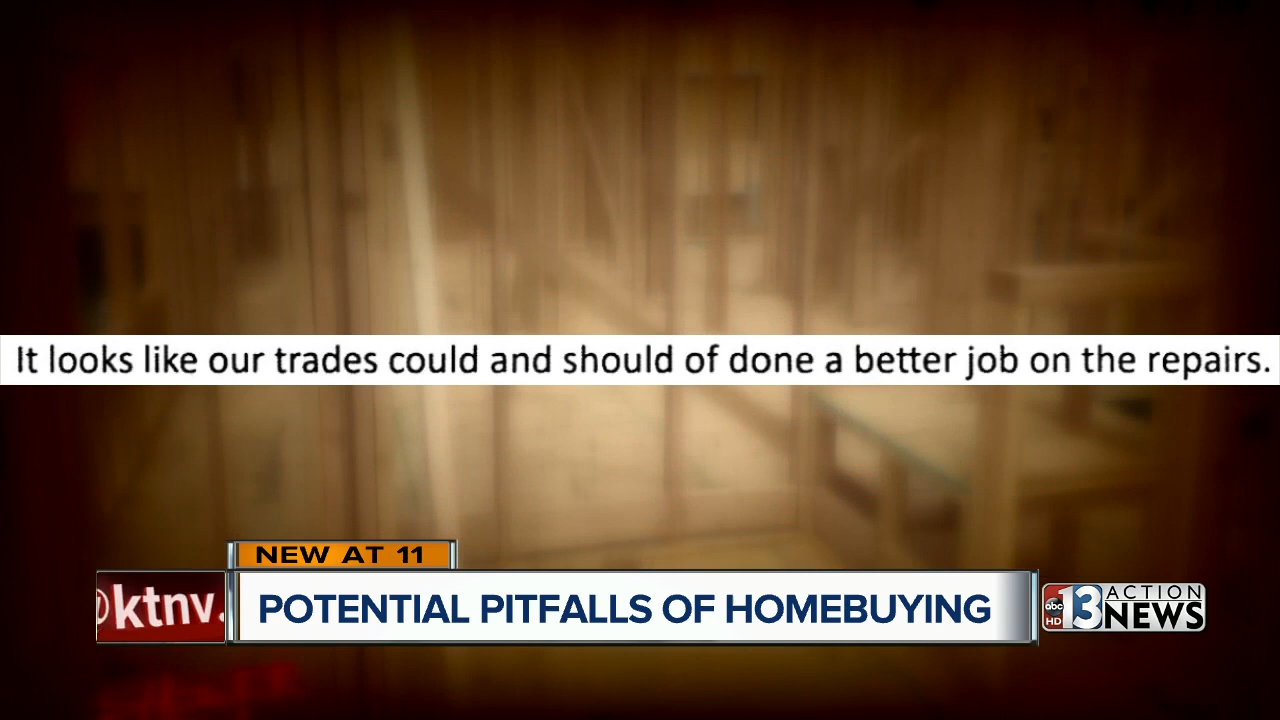 It looks like our trades could and should of done a better job on the repairs.
NEW AT 11
@ktnv.
POTENTIAL PITFALLS OF HOMEBUYING
abc
HD
13
ACTION
NEWS